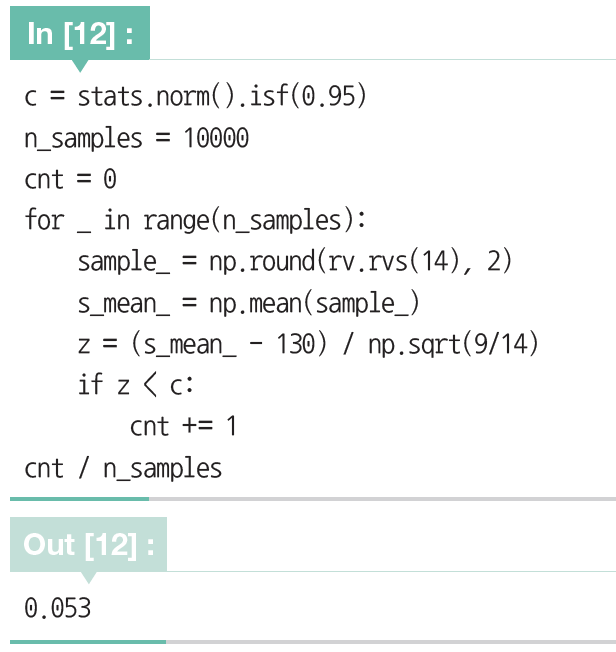 In [12] :
c = stats.norm().isf(0.95)
n_samples = 10000
cnt = 0
for _ in range(n_samples):
    sample_ = np.round(rv.rvs(14), 2)
    s_mean_ = np.mean(sample_)
    z = (s_mean_ - 130) / np.sqrt(9/14)
    if z < c:
        cnt += 1
cnt / n_samples
Out [12] :
0.053